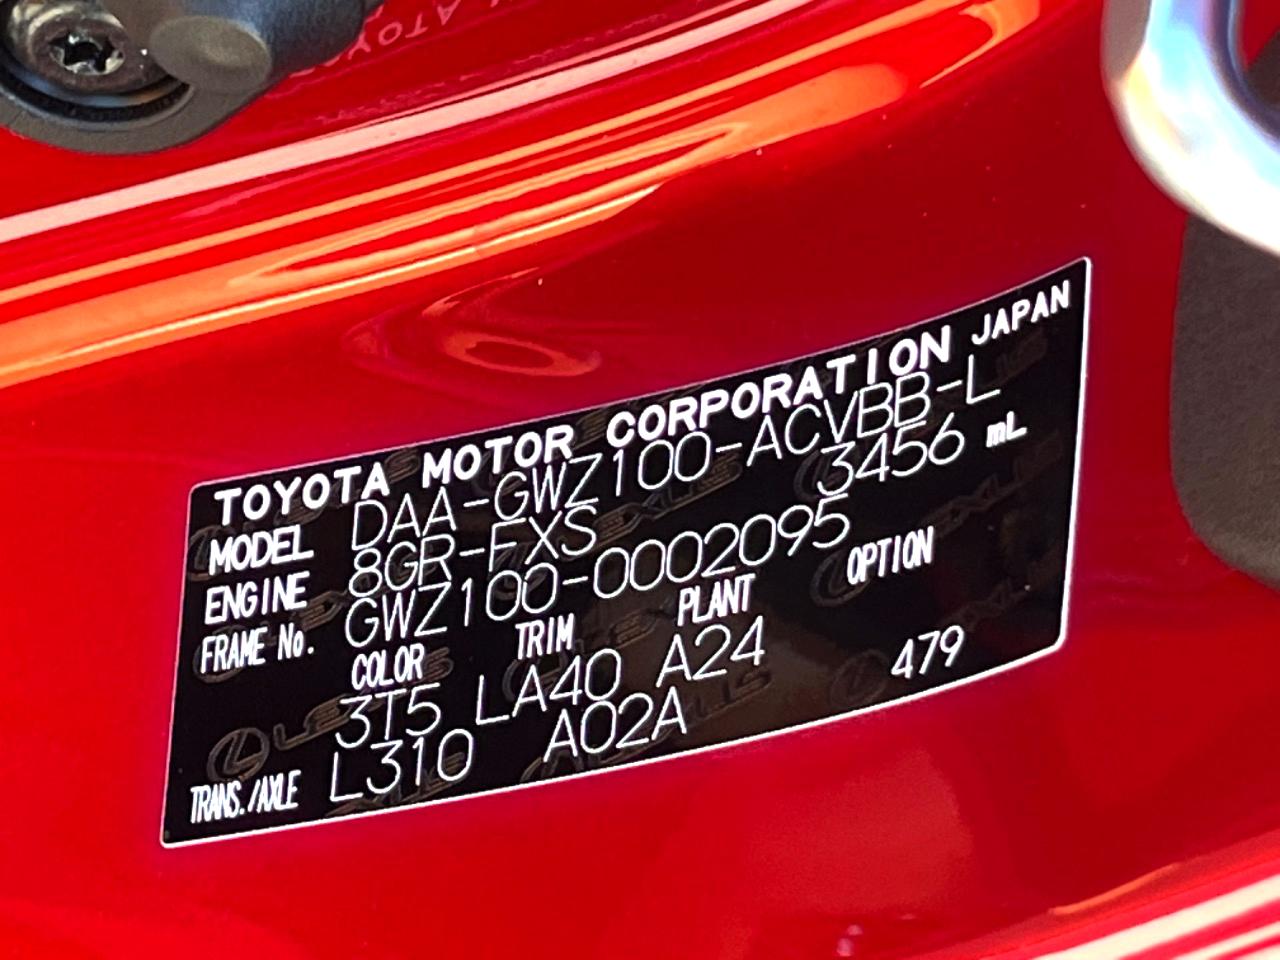 TOYOTA MOTOR CORPORATION JAPAN
MODEL DAA-GWZ100-ACVBB-L
ENGINE 8GR-FXS 3456 mL
FRAME No. GWZ100-0002095
COLOR TRIM PLANT OPTION
3T5 LA40 A24 479
TRANS./AXLE L310 A02A